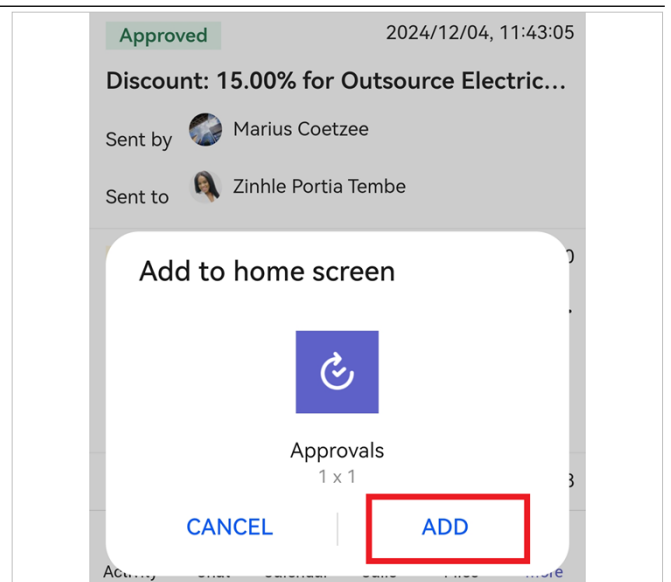 Approved 2024/12/04, 11:43:05
Discount: 15.00% for Outsource Electric...
Sent by Marius Coetzee
Sent to Zinhle Portia Tembe
Add to home screen
Approvals
1 x 1
CANCEL ADD